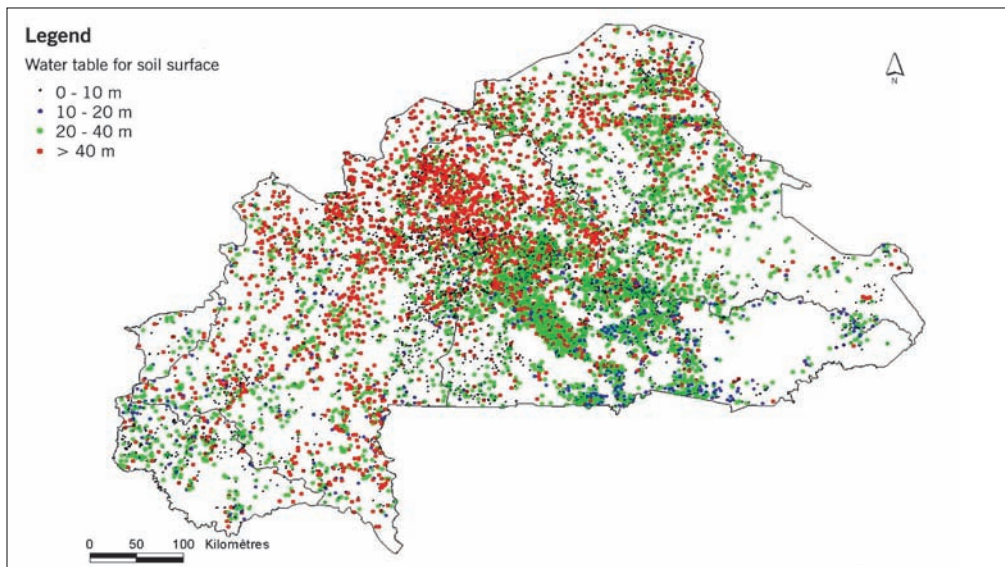 Legend
Water table for soil surface
0 - 10 m
10 - 20 m
20 - 40 m
> 40 m
N
0 50 100 Kilomètres